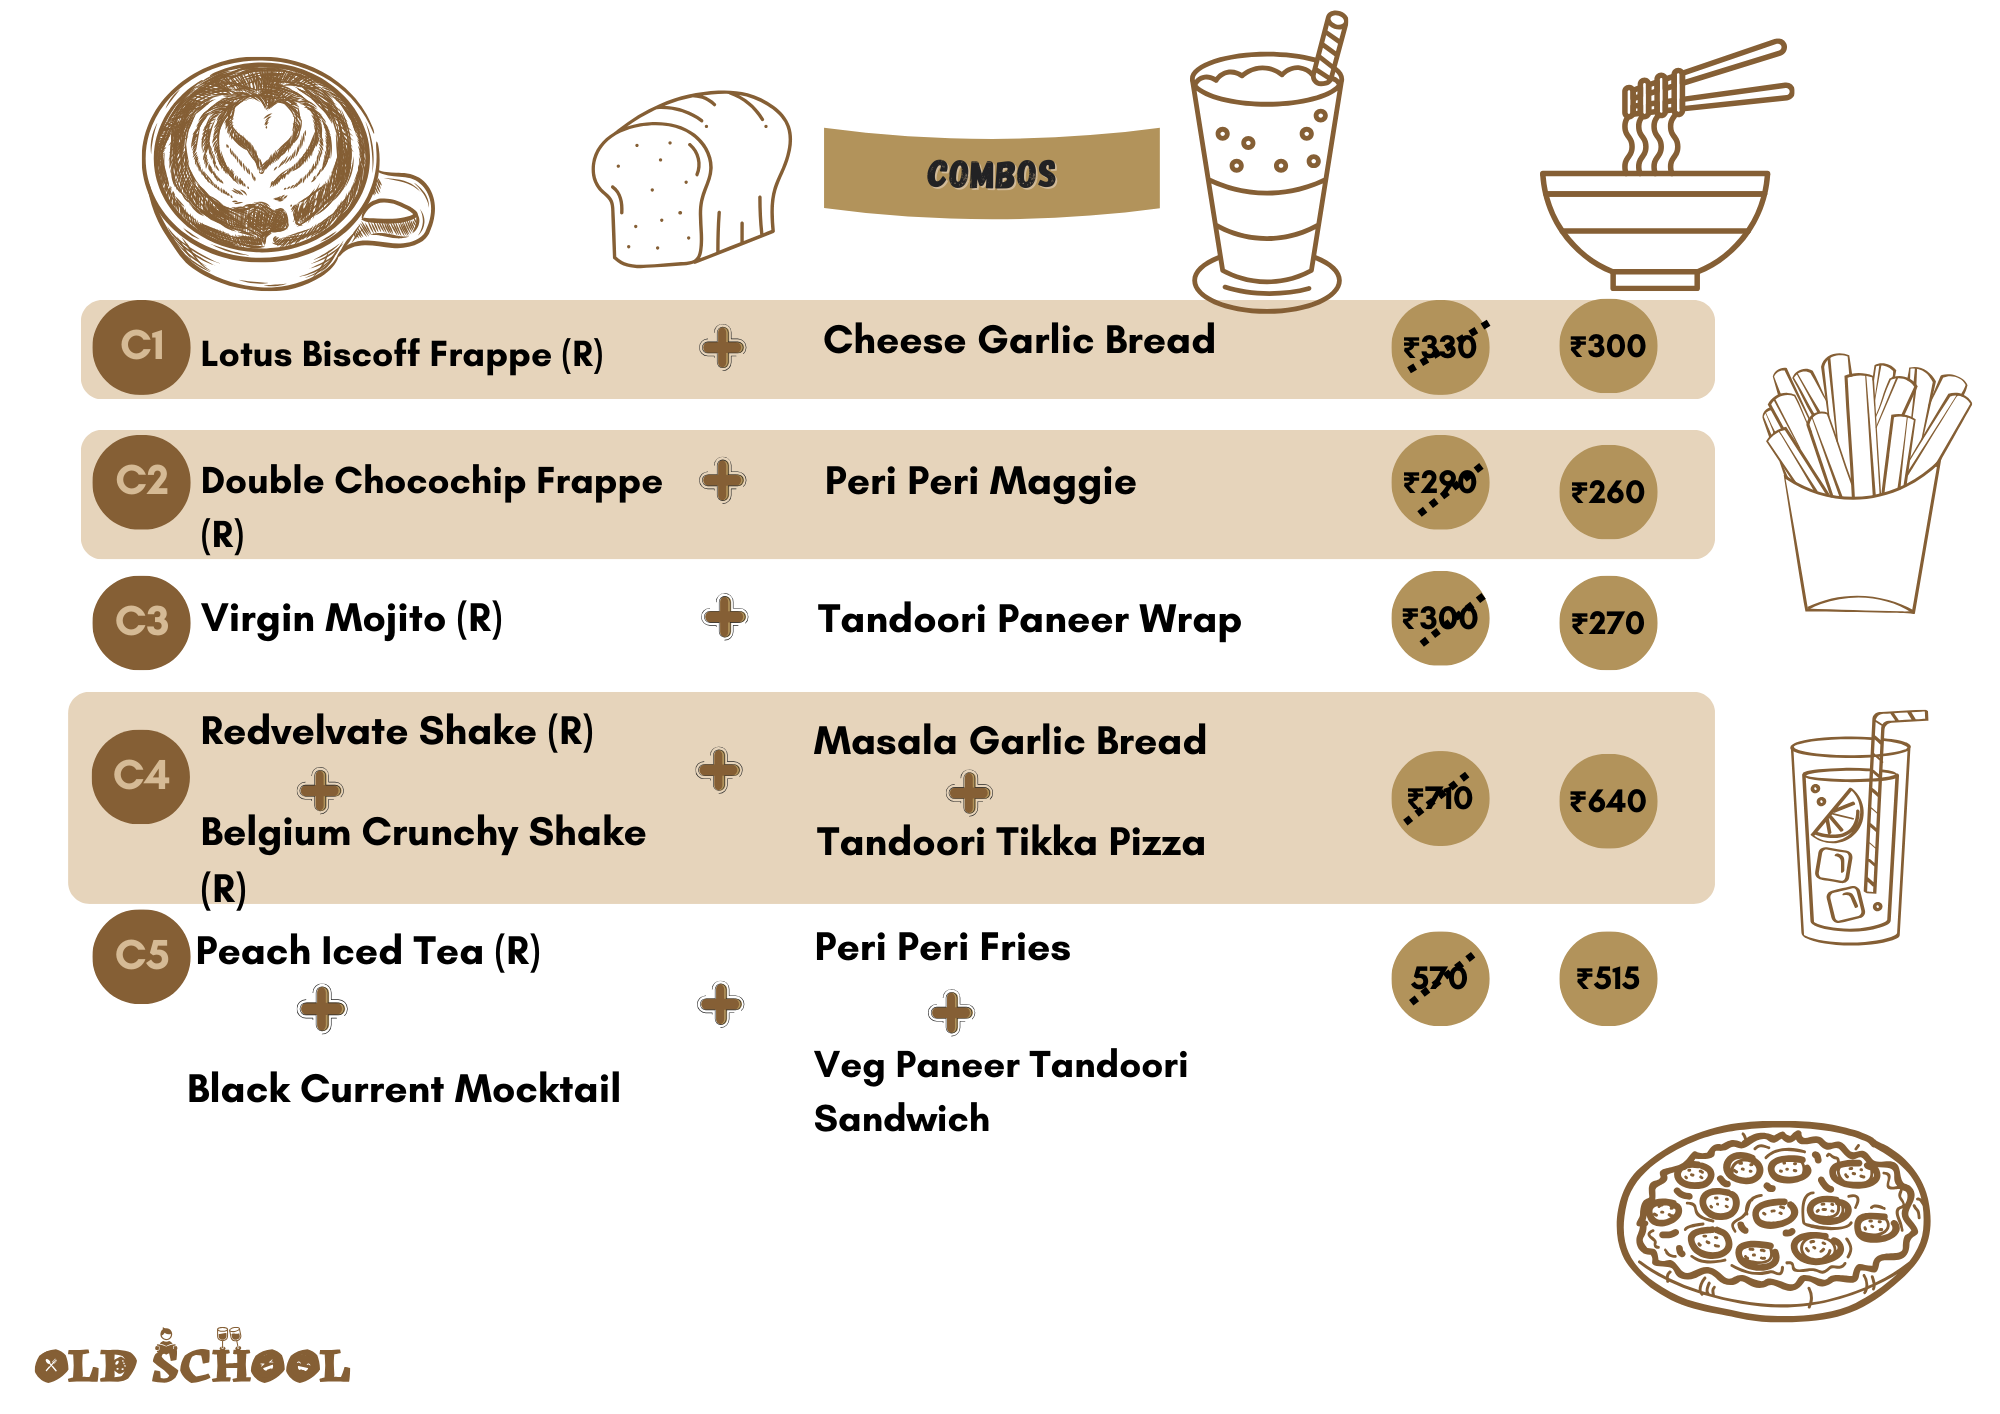 COMBOS
C1 Lotus Biscoff Frappe (R) Cheese Garlic Bread ₹330 ₹300
C2 Double Chocochip Frappe Peri Peri Maggie ₹290 ₹260
(R)
C3 Virgin Mojito (R) Tandoori Paneer Wrap ₹300 ₹270
Redvelvate Shake (R) Masala Garlic Bread
C4 ₹710 ₹640
Belgium Crunchy Shake Tandoori Tikka Pizza
(R)
C5 Peach Iced Tea (R) Peri Peri Fries 570 ₹515
Black Current Mocktail Veg Paneer Tandoori
Sandwich
OLD SCHOOL